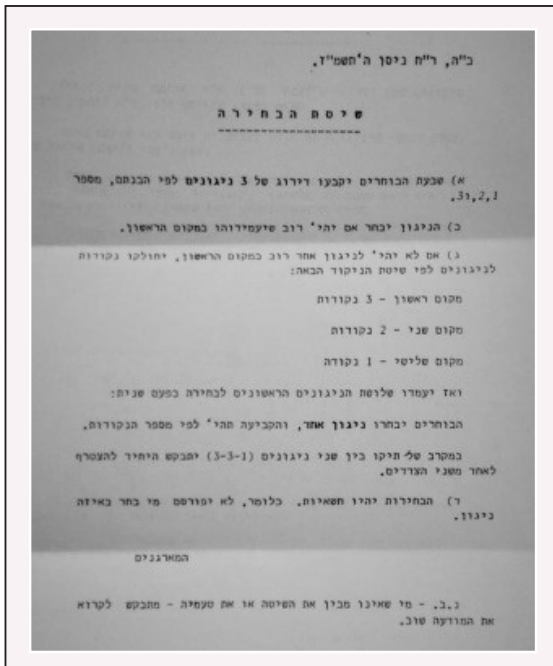 ב"ה, ר"ח ניסן ה'תשמ"ז.
שיטת הבחירה
א) שבעת הבוחרים יקבעו דירוג של 3 ניגונים לפי הבנתם, מספר
1,2,ו3.
ב) הניגון יבחר אם יהי' רוב שיעמידוהו במקום הראשון.
ג) אם לא יהי' לניגון אחד רוב במקום הראשון, יחולקו נקודות
לניגונים לפי שיטת הניקוד הבאה:
מקום ראשון - 3 נקודות
מקום שני - 2 נקודות
מקום שלישי - 1 נקודה
ואז יעמדו שלושת הניגונים הראשונים לבחירה בפעם שנית:
הבוחרים יבחרו ניגון אחד, והקביעה תהי' לפי מספר הנקודות.
במקרב של תיקו בין שני ניגונים (3-3-1) יתבקש היחיד להצטרף
לאחד משני הצדדים.
ד) הבחירות יהיו חשאיות. כלומר, לא יפורסם מי בחר באיזה
ניגון.
המארגנים
נ.ב. - מי שאינו מבין את השיטה או את טעמיה - מתבקש לקרוא
את המודעה שוב.